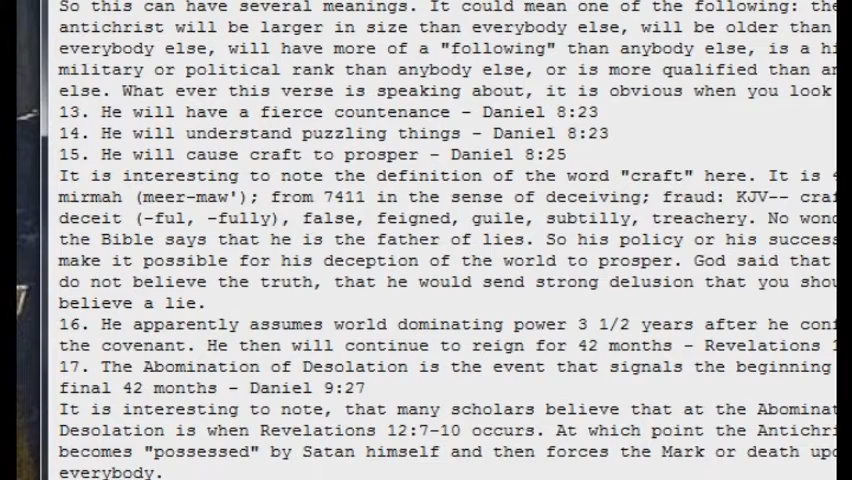 So this can have several meanings. It could mean one of the following: the
antichrist will be larger in size than everybody else, will be older than
everybody else, will have more of a "following" than anybody else, is a hi
military or political rank than anybody else, or is more qualified than an
else. What ever this verse is speaking about, it is obvious when you look
13. He will have a fierce countenance - Daniel 8:23
14. He will understand puzzling things - Daniel 8:23
15. He will cause craft to prosper - Daniel 8:25
It is interesting to note the definition of the word "craft" here. It is 4
mirmah (meer-maw'); from 7411 in the sense of deceiving; fraud: KJV-- cra
deceit (-ful, -fully), false, feigned, guile, subtilly, treachery. No wond
the Bible says that he is the father of lies. So his policy or his success
make it possible for his deception of the world to prosper. God said that
do not believe the truth, that he would send strong delusion that you shou
believe a lie.
16. He apparently assumes world dominating power 3 1/2 years after he conf
the covenant. He then will continue to reign for 42 months - Revelations 1
17. The Abomination of Desolation is the event that signals the beginning
final 42 months - Daniel 9:27
It is interesting to note, that many scholars believe that at the Abominat
Desolation is when Revelations 12:7-10 occurs. At which point the Antichri
becomes "possessed" by Satan himself and then forces the Mark or death upo
everybody.